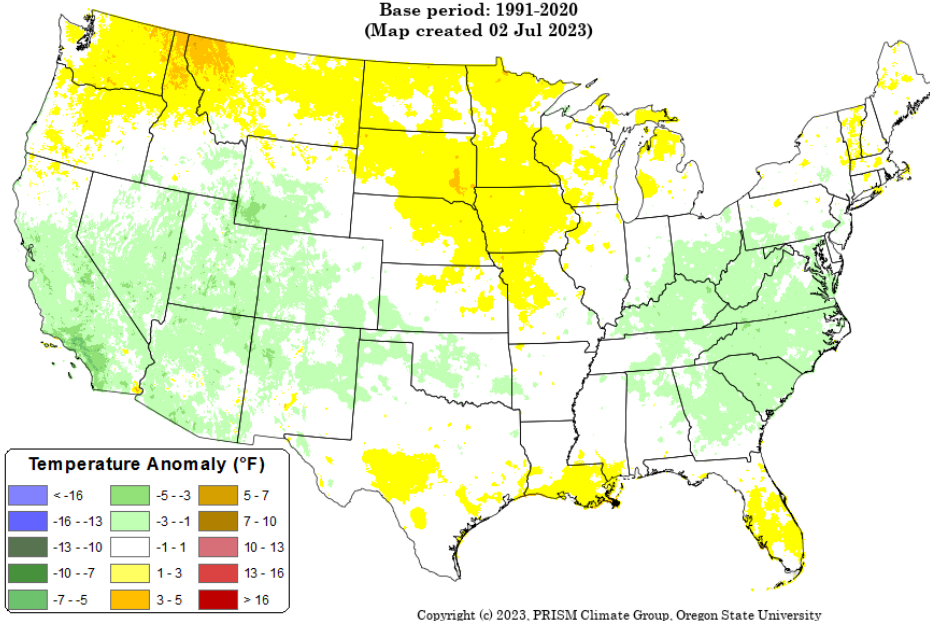 Base period: 1991-2020
(Map created 02 Jul 2023)
Temperature Anomaly (°F)
< -16
-5 - -3
5 - 7
-16 - -13
-3 - -1
7 - 10
-13 - -10
-1 - 1
10 - 13
-10 - -7
1 - 3
13 - 16
-7 - -5
3 - 5
> 16
Copyright (c) 2023, PRISM Climate Group, Oregon State University